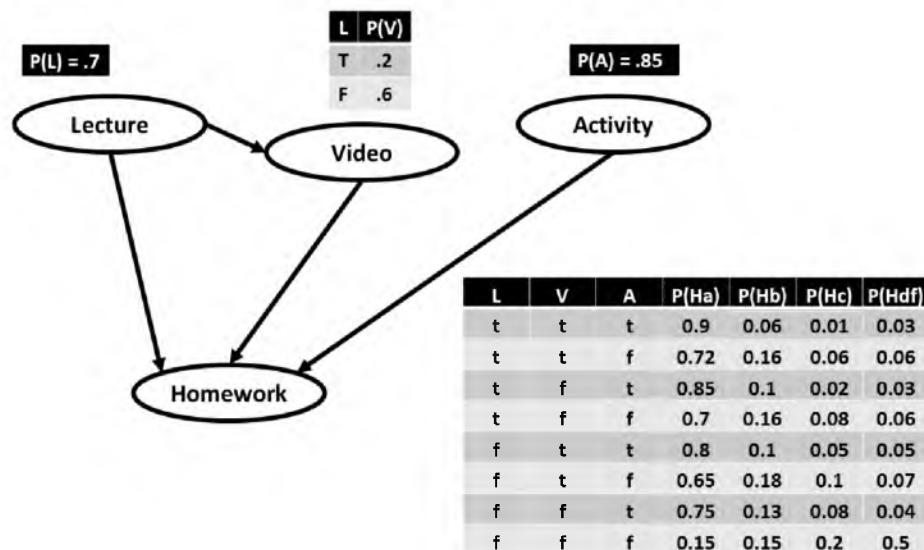 L P(V)
P(L) = .7
T .2
P(A) = .85
F .6
Lecture
Activity
Video
Homework
L V A P(Ha) P(Hb) P(Hc) P(Hdf)
t t t 0.9 0.06 0.01 0.03
t t f 0.72 0.16 0.06 0.06
t f t 0.85 0.1 0.02 0.03
t f f 0.7 0.16 0.08 0.06
f t t 0.8 0.1 0.05 0.05
f t f 0.65 0.18 0.1 0.07
f f t 0.75 0.13 0.08 0.04
f f f 0.15 0.15 0.2 0.5